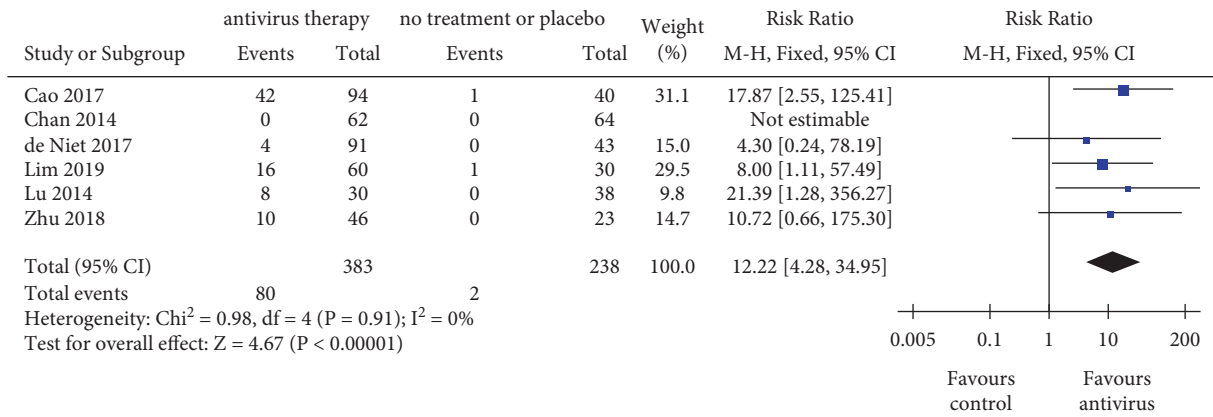 antivirus therapy no treatment or placebo Weight Risk Ratio Risk Ratio
Study or Subgroup Events Total Events Total (%) M-H, Fixed, 95% CI M-H, Fixed, 95% CI
Cao 2017 42 94 1 40 31.1 17.87 [2.55, 125.41]
Chan 2014 0 62 0 64 Not estimable
de Niet 2017 4 91 0 43 15.0 4.30 [0.24, 78.19]
Lim 2019 16 60 1 30 29.5 8.00 [1.11, 57.49]
Lu 2014 8 30 0 38 9.8 21.39 [1.28, 356.27]
Zhu 2018 10 46 0 23 14.7 10.72 [0.66, 175.30]
Total (95% CI) 383 238 100.0 12.22 [4.28, 34.95]
Total events 80 2
Heterogeneity: Chi² = 0.98, df = 4 (P = 0.91); I² = 0%
Test for overall effect: Z = 4.67 (P < 0.00001)
0.005 0.1 1 10 200
Favours control Favours antivirus